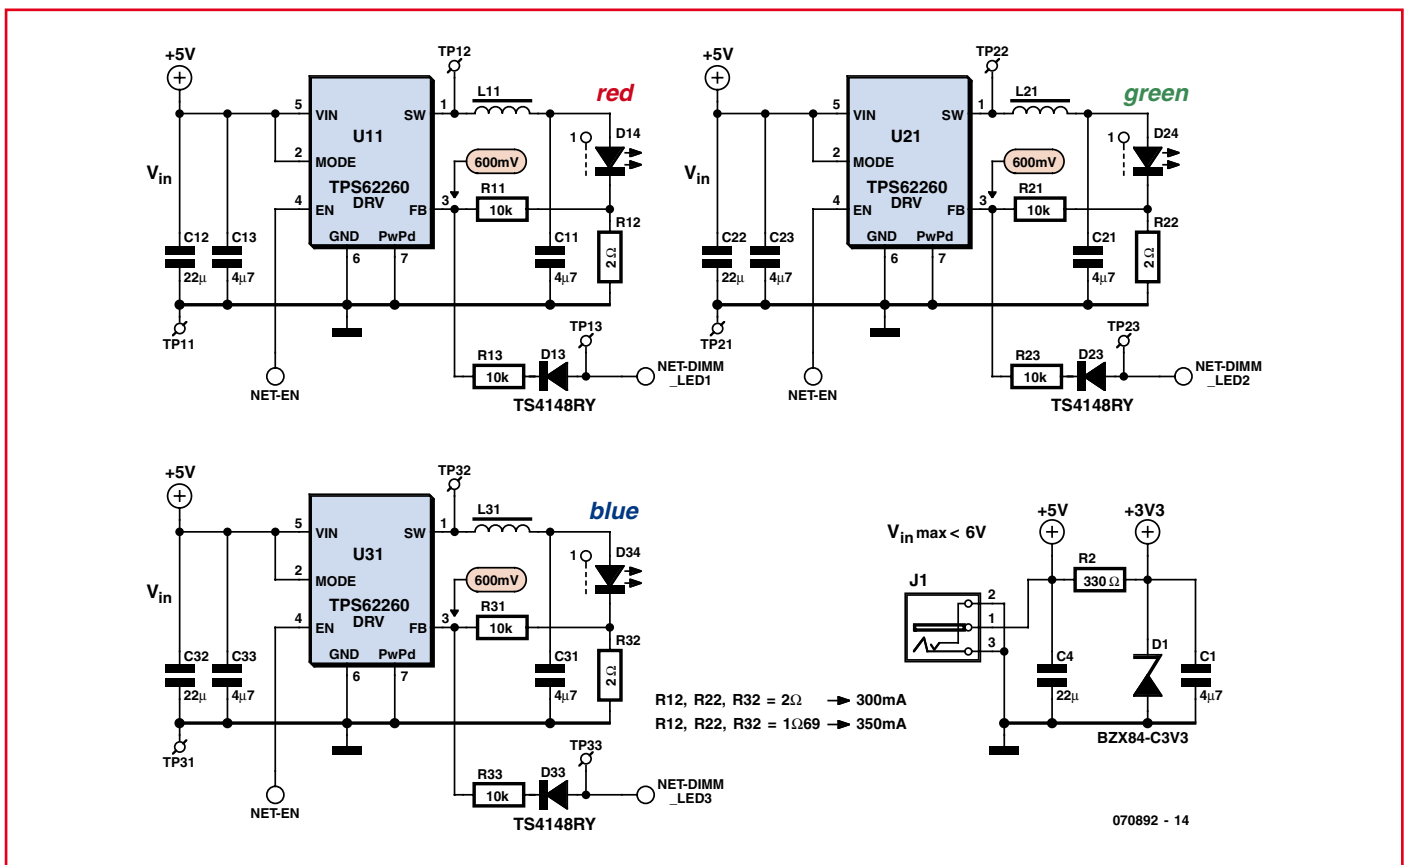 +5V
TP12
5
VIN
SW
1
L11
red
U11
D14
1
2
MODE
600mV
Vin
TPS62260
DRV
4
EN
FB
3
R11
10k
R12
2Ω
GND
PwPd
6
7
C12
22µ
C13
4µ7
C11
4µ7
TP11
NET-EN
R13
10k
D13
TS4148RY
TP13
NET-DIMM
_LED1
+5V
TP22
5
VIN
SW
1
L21
green
U21
D24
1
2
MODE
600mV
Vin
TPS62260
DRV
4
EN
FB
3
R21
10k
R22
2Ω
GND
PwPd
6
7
C22
22µ
C23
4µ7
C21
4µ7
TP21
NET-EN
R23
10k
D23
TS4148RY
TP23
NET-DIMM
_LED2
+5V
TP32
5
VIN
SW
1
L31
blue
U31
D34
1
2
MODE
600mV
Vin
TPS62260
DRV
4
EN
FB
3
R31
10k
R32
2Ω
GND
PwPd
6
7
C32
22µ
C33
4µ7
C31
4µ7
TP31
NET-EN
R33
10k
D33
TS4148RY
TP33
NET-DIMM
_LED3
R12, R22, R32 = 2Ω → 300mA
R12, R22, R32 = 1Ω69 → 350mA
Vin max < 6V
+5V
+3V3
R2
330 Ω
J1
2
1
3
C4
22µ
D1
C1
4µ7
BZX84-C3V3
070892 - 14